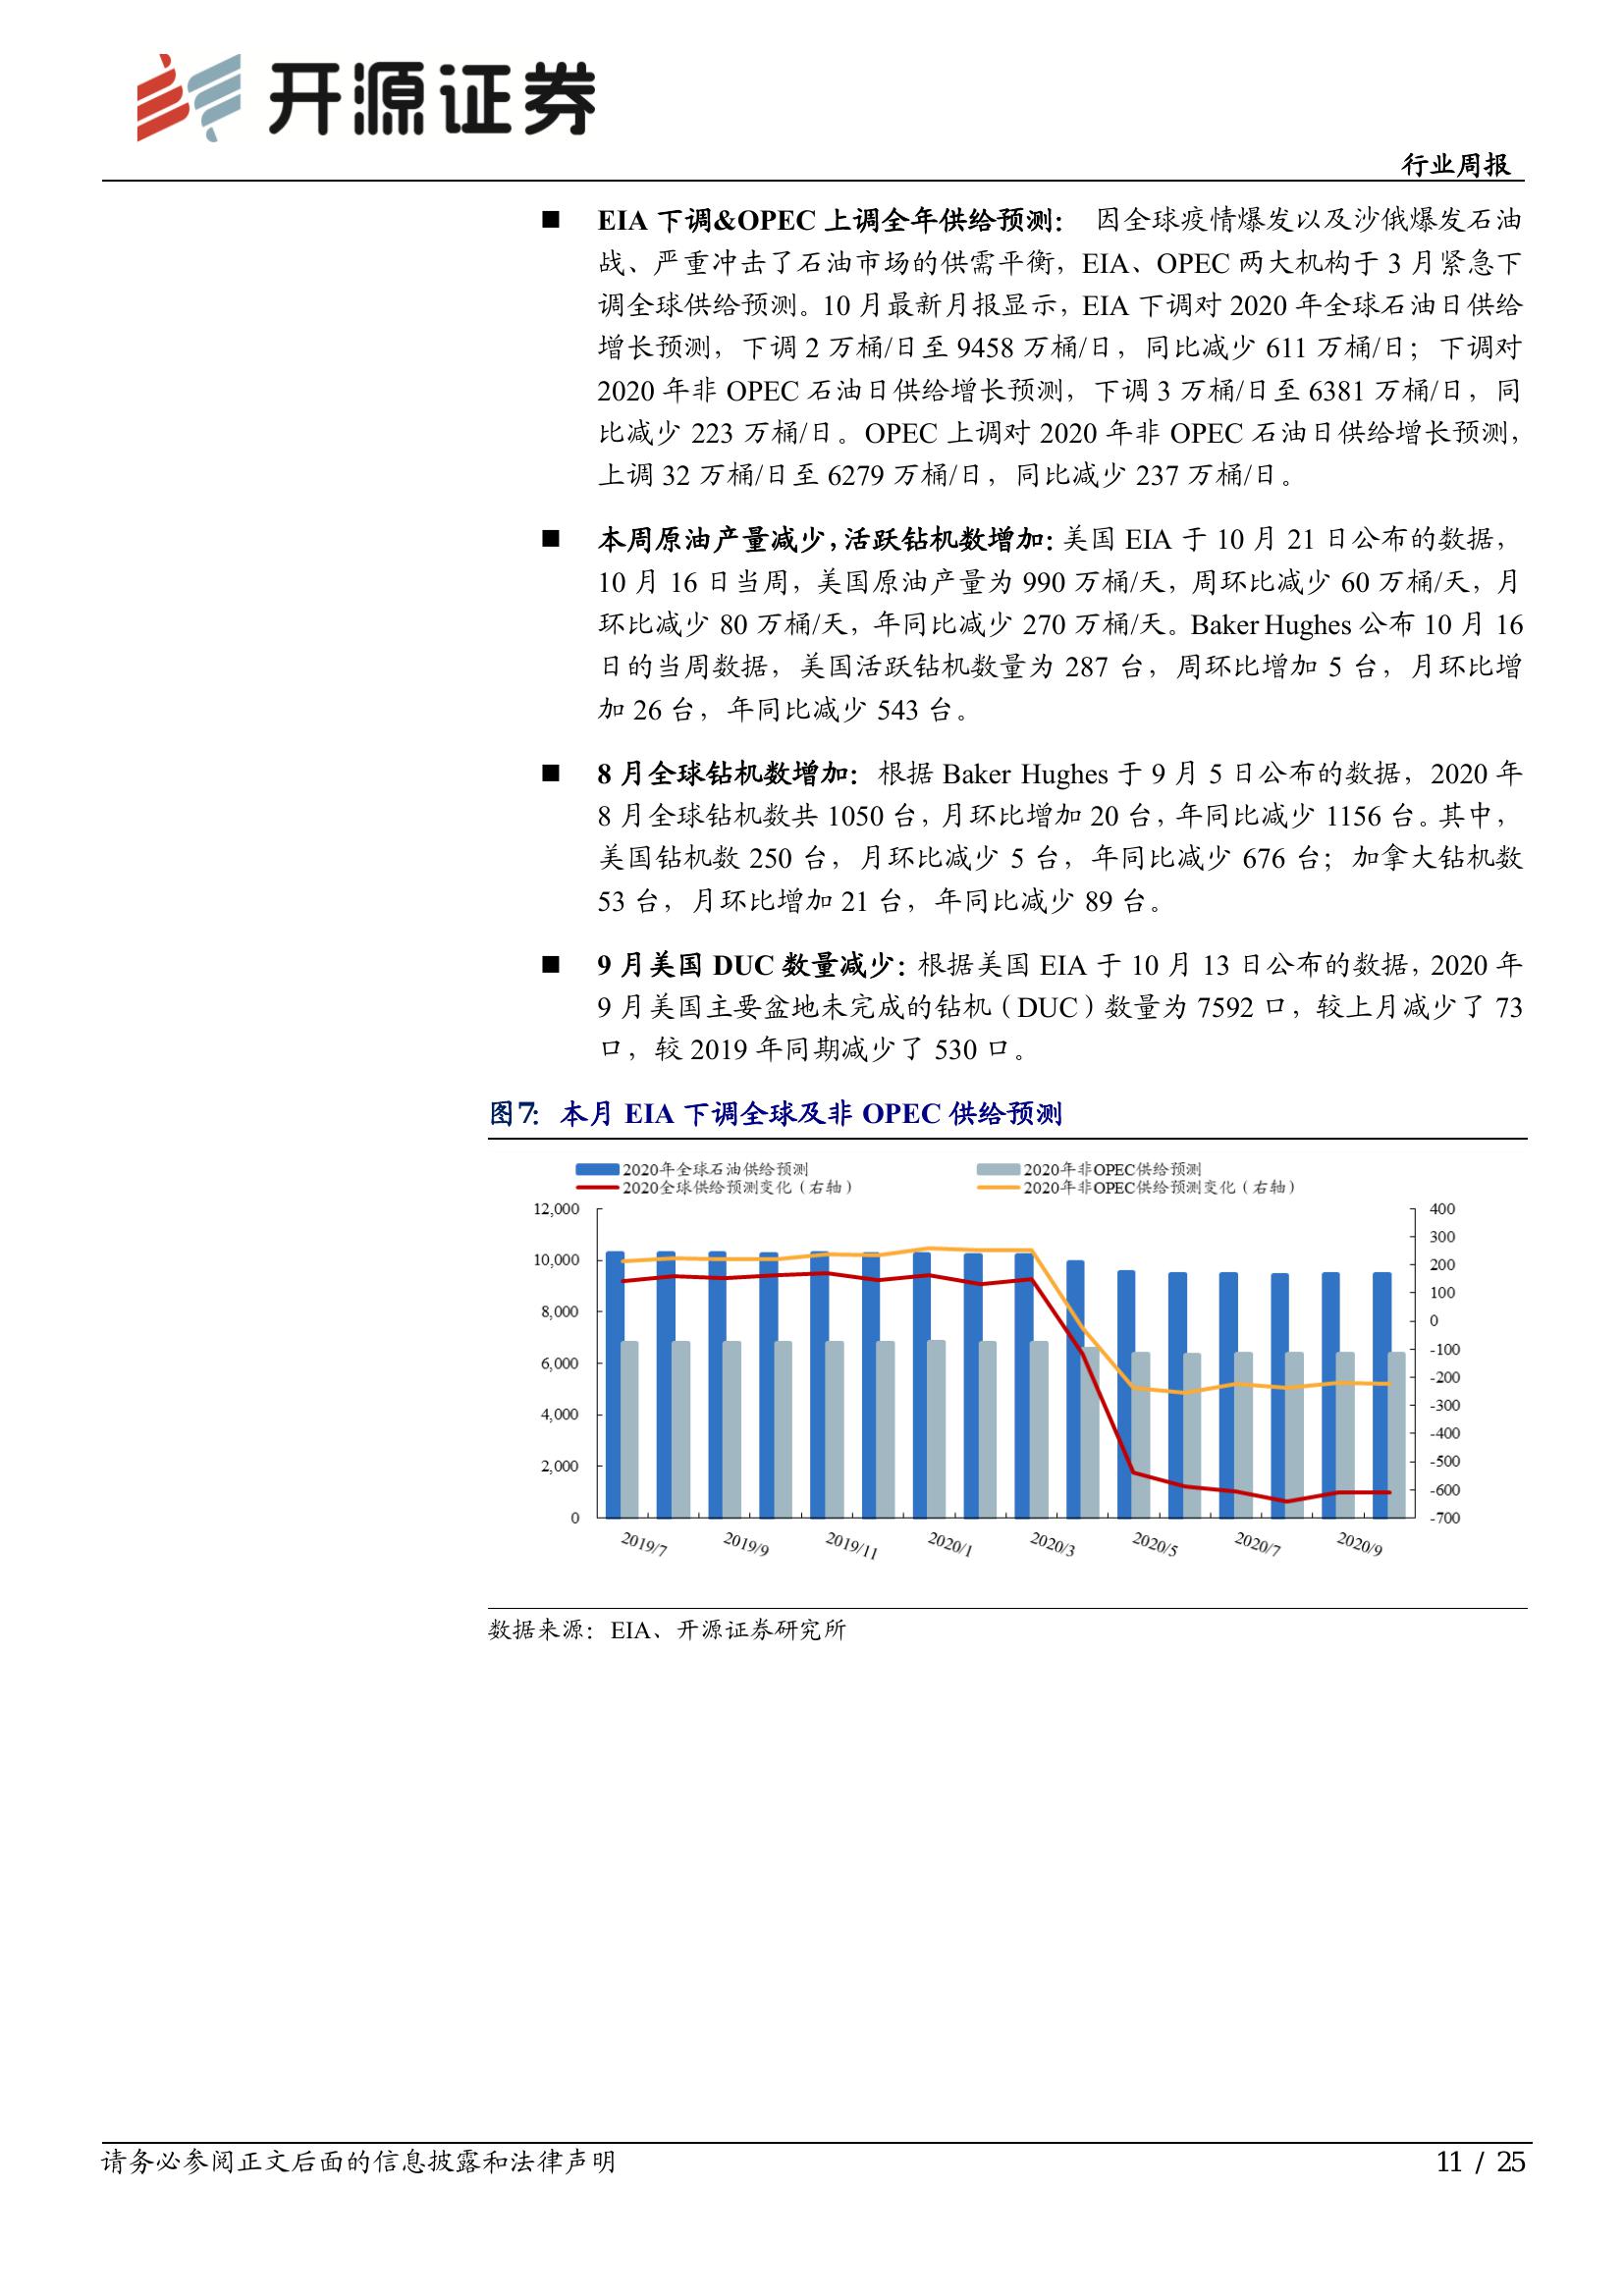 开源证券
行业周报
■ EIA 下调&OPEC 上调全年供给预测： 因全球疫情爆发以及沙俄爆发石油
战、严重冲击了石油市场的供需平衡，EIA、OPEC 两大机构于 3 月紧急下
调全球供给预测。10 月最新月报显示，EIA 下调对 2020 年全球石油日供给
增长预测，下调 2 万桶/日至 9458 万桶/日，同比减少 611 万桶/日；下调对
2020 年非 OPEC 石油日供给增长预测，下调 3 万桶/日至 6381 万桶/日，同
比减少 223 万桶/日。OPEC 上调对 2020 年非 OPEC 石油日供给增长预测，
上调 32 万桶/日至 6279 万桶/日，同比减少 237 万桶/日。
■ 本周原油产量减少，活跃钻机数增加：美国 EIA 于 10 月 21 日公布的数据，
10 月 16 日当周，美国原油产量为 990 万桶/天，周环比减少 60 万桶/天，月
环比减少 80 万桶/天，年同比减少 270 万桶/天。Baker Hughes 公布 10 月 16
日的当周数据，美国活跃钻机数量为 287 台，周环比增加 5 台，月环比增
加 26 台，年同比减少 543 台。
■ 8 月全球钻机数增加：根据 Baker Hughes 于 9 月 5 日公布的数据，2020 年
8 月全球钻机数共 1050 台，月环比增加 20 台，年同比减少 1156 台。其中，
美国钻机数 250 台，月环比减少 5 台，年同比减少 676 台；加拿大钻机数
53 台，月环比增加 21 台，年同比减少 89 台。
■ 9 月美国 DUC 数量减少：根据美国 EIA 于 10 月 13 日公布的数据，2020 年
9 月美国主要盆地未完成的钻机（DUC）数量为 7592 口，较上月减少了 73
口，较 2019 年同期减少了 530 口。
图7： 本月 EIA 下调全球及非 OPEC 供给预测
2020年全球石油供给预测 2020年非OPEC供给预测
2020全球供给预测变化（右轴） 2020年非OPEC供给预测变化（右轴）
12,000
10,000
8,000
6,000
4,000
2,000
0
400
300
200
100
0
-100
-200
-300
-400
-500
-600
-700
2019/7 2019/9 2019/11 2020/1 2020/3 2020/5 2020/7 2020/9
数据来源：EIA、开源证券研究所
请务必参阅正文后面的信息披露和法律声明 11 / 25